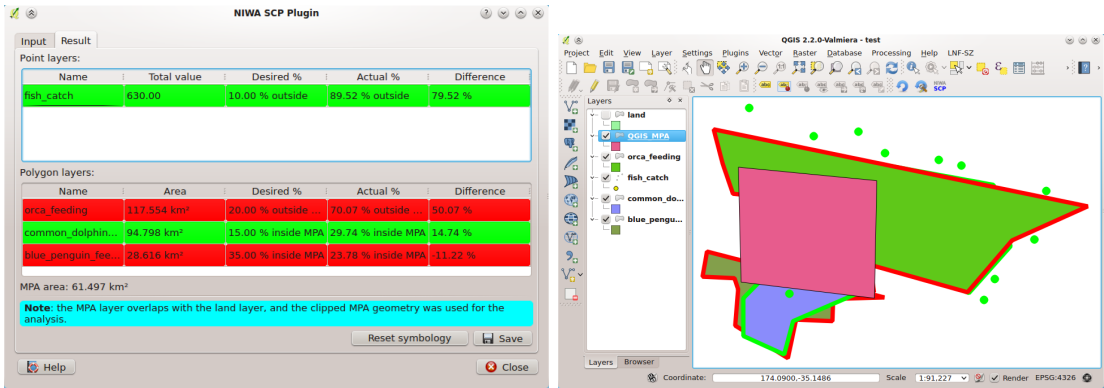 NIWA SCP Plugin
Input Result
Point layers:
Name Total value Desired % Actual % Difference
fish_catch 630.00 10.00 % outside 89.52 % outside 79.52 %
Polygon layers:
Name Area Desired % Actual % Difference
orca_feeding 117.554 km² 20.00 % outside ... 70.07 % outside ... 50.07 %
common_dolphin... 94.798 km² 15.00 % inside MPA 29.74 % inside MPA 14.74 %
blue_penguin_fee... 28.616 km² 35.00 % inside MPA 23.78 % inside MPA -11.22 %
MPA area: 61.497 km²
Note: the MPA layer overlaps with the land layer, and the clipped MPA geometry was used for the
analysis.
Reset symbology Save
Help Close
QGIS 2.2.0-Valmiera - test
Project Edit View Layer Settings Plugins Vector Raster Database Processing Help LNF-SZ
NIWA
SCP
Layers
land
QGIS_MPA
orca_feeding
fish_catch
common_do...
blue_pengu...
Layers Browser
Coordinate: 174.0900,-35.1486 Scale 1:91,227 Render EPSG:4326